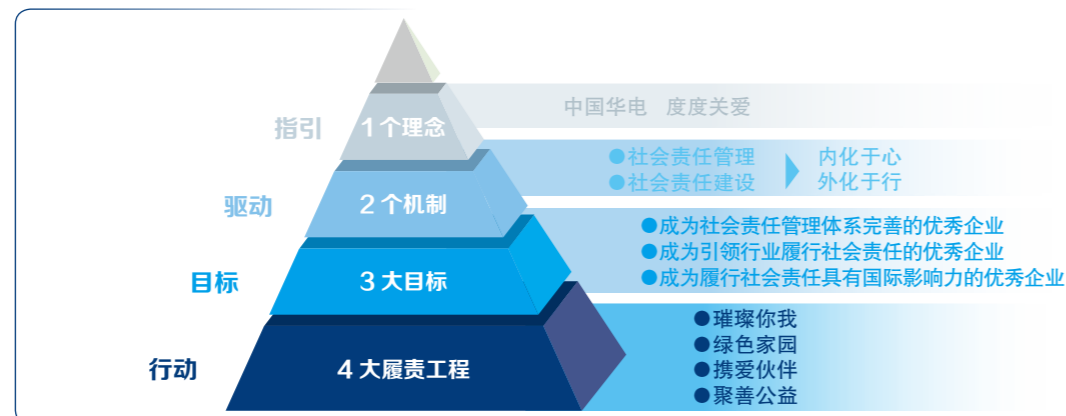 指引
1个理念
中国华电 度度关爱
驱动
2个机制
●社会责任管理
●社会责任建设
内化于心
外化于行
目标
3大目标
●成为社会责任管理体系完善的优秀企业
●成为引领行业履行社会责任的优秀企业
●成为履行社会责任具有国际影响力的优秀企业
行动
4大履责工程
●璀璨你我
●绿色家园
●携爱伙伴
●聚善公益